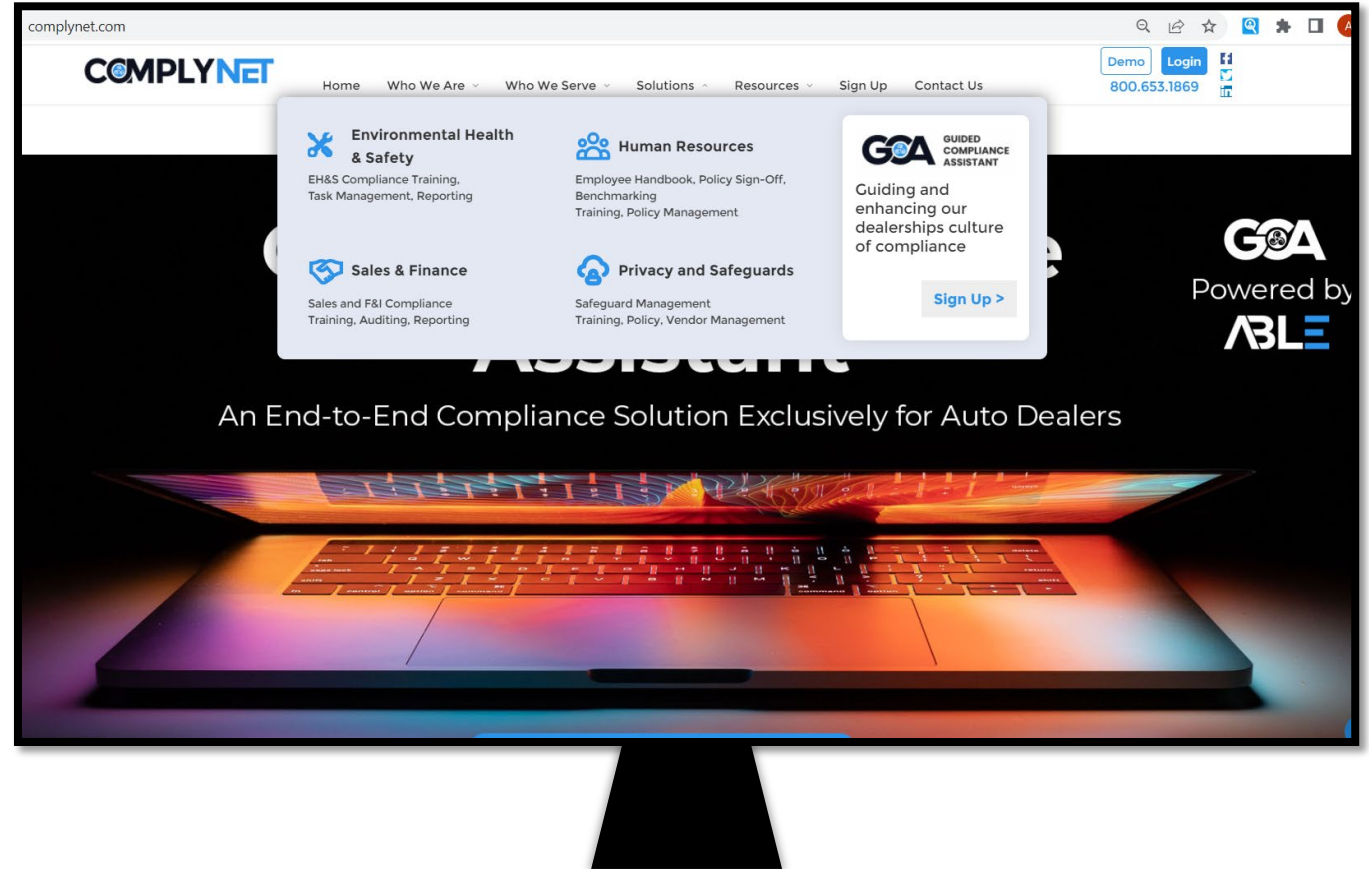 complynet.com
COMPLYNET
Demo Login
800.653.1869
Home Who We Are Who We Serve Solutions Resources Sign Up Contact Us
Environmental Health
& Safety
EH&S Compliance Training,
Task Management, Reporting
Human Resources
Employee Handbook, Policy Sign-Off,
Benchmarking
Training, Policy Management
Sales & Finance
Sales and F&I Compliance
Training, Auditing, Reporting
Privacy and Safeguards
Safeguard Management
Training, Policy, Vendor Management
GCA GUIDED
COMPLIANCE
ASSISTANT
Guiding and
enhancing our
dealerships culture
of compliance
Sign Up >
GCA
Powered by
ABLE
Assistant
An End-to-End Compliance Solution Exclusively for Auto Dealers